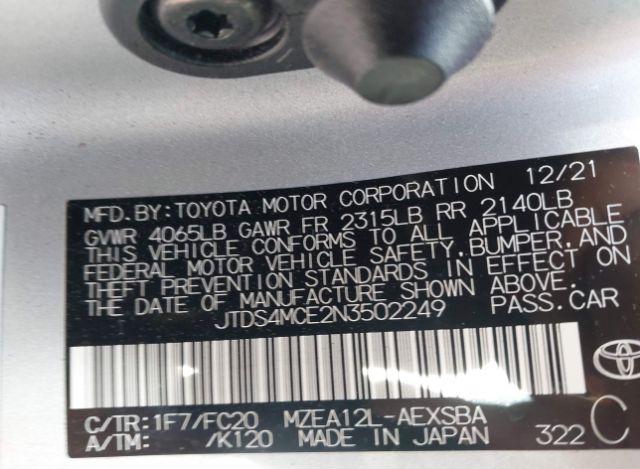 MFD. BY: TOYOTA MOTOR CORPORATION 12/21
GVWR 4065LB GAWR FR 2315LB RR 2140LB
THIS VEHICLE CONFORMS TO ALL APPLICABLE
FEDERAL MOTOR VEHICLE SAFETY, BUMPER, AND
THEFT PREVENTION STANDARDS IN EFFECT ON
THE DATE OF MANUFACTURE SHOWN ABOVE.
JTDS4MCE2N3502249 PASS. CAR
C/TR: 1F7/FC20 MZEA12L-AEXSBA
A/TM: /K120 MADE IN JAPAN 322 C